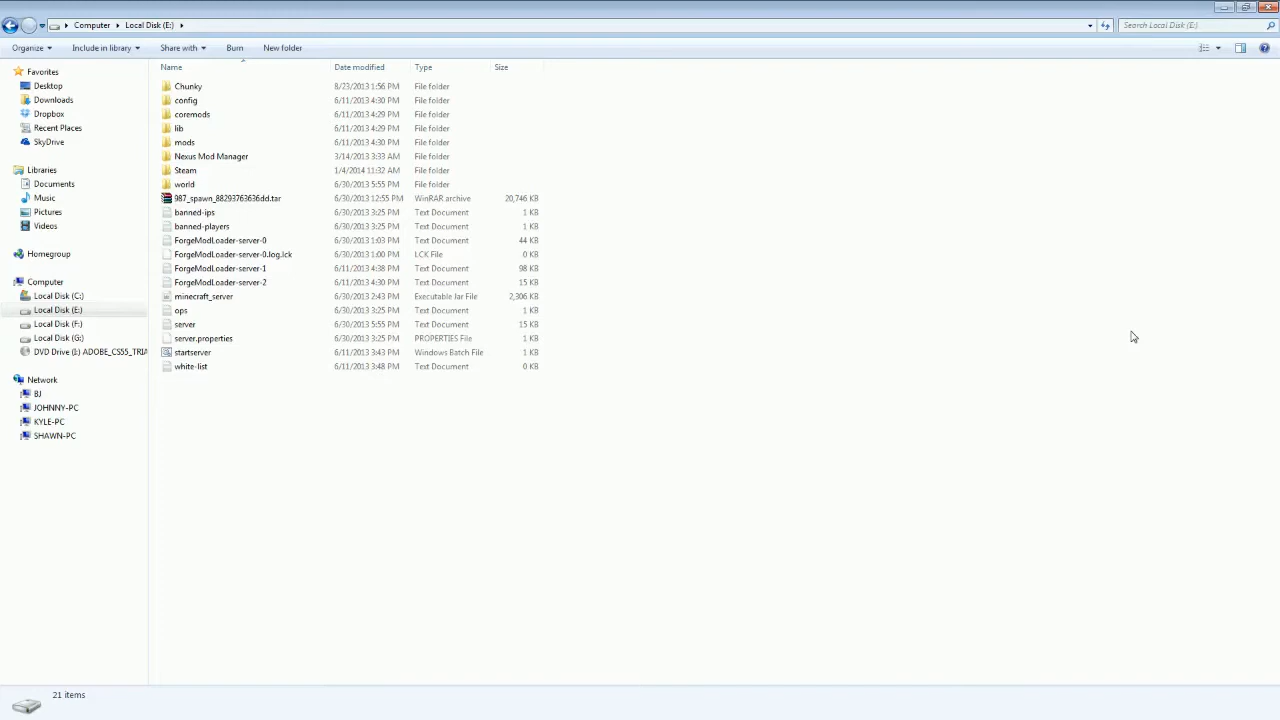 Computer Local Disk (E:)
Search Local Disk (E:)
Organize Include in library Share with Burn New folder
Name Date modified Type Size
Favorites
Desktop
Downloads
Dropbox
Recent Places
SkyDrive
Libraries
Documents
Music
Pictures
Videos
Homegroup
Computer
Local Disk (C:)
Local Disk (E:)
Local Disk (F:)
Local Disk (G:)
DVD Drive (I:) ADOBE_CS55_TRIA
Network
BJ
JOHNNY-PC
KYLE-PC
SHAWN-PC
Chunky 8/23/2013 1:56 PM File folder
config 6/11/2013 4:30 PM File folder
coremods 6/11/2013 4:29 PM File folder
lib 6/11/2013 4:30 PM File folder
mods 6/11/2013 4:30 PM File folder
Nexus Mod Manager 3/14/2013 3:33 AM File folder
Steam 1/4/2014 11:32 AM File folder
world 6/30/2013 5:55 PM File folder
987_spawn_88293763636dd.tar 6/30/2013 12:55 PM WinRAR archive 20,746 KB
banned-ips 6/30/2013 3:25 PM Text Document 1 KB
banned-players 6/30/2013 3:25 PM Text Document 1 KB
ForgeModLoader-server-0 6/30/2013 1:03 PM Text Document 44 KB
ForgeModLoader-server-0.log.lck 6/30/2013 1:00 PM LCK File 0 KB
ForgeModLoader-server-1 6/11/2013 4:38 PM Text Document 98 KB
ForgeModLoader-server-2 6/11/2013 4:30 PM Text Document 15 KB
minecraft_server 6/30/2013 2:43 PM Executable Jar File 2,306 KB
ops 6/30/2013 3:25 PM Text Document 1 KB
server 6/30/2013 5:55 PM Text Document 15 KB
server.properties 6/30/2013 3:25 PM PROPERTIES File 1 KB
startserver 6/11/2013 3:43 PM Windows Batch File 1 KB
white-list 6/11/2013 3:48 PM Text Document 0 KB
21 items